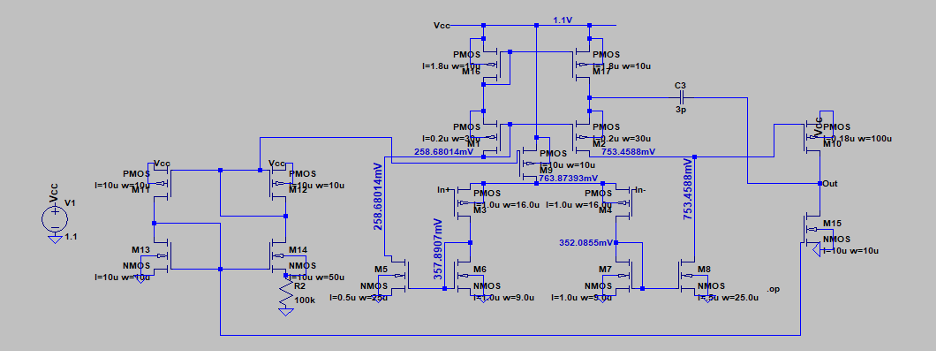 Vcc
1.1V
PMOS
l=1.8u w=10u
M16
PMOS
l=1.8u w=10u
M17
C3
3p
PMOS
l=0.2u w=30u
M1
258.68014mV
PMOS
l=0.2u w=30u
M2
753.4588mV
PMOS
l=10u w=10u
M9
763.87393mV
Vcc
PMOS
l=0.18u w=100u
M10
Vcc
PMOS
l=10u w=10u
M11
Vcc
PMOS
l=10u w=10u
M12
258.68014mV
753.4588mV
In+
PMOS
l=1.0u w=16.0u
M3
In-
PMOS
l=1.0u w=16.0u
M4
Out
Vcc
V1
1.1
M13
NMOS
l=10u w=10u
M14
NMOS
l=10u w=50u
R2
100k
357.8907mV
352.0855mV
M5
NMOS
l=0.5u w=25u
M6
NMOS
l=1.0u w=9.0u
M7
NMOS
l=1.0u w=9.0u
M8
NMOS
w=25.0u
.op
M15
NMOS
l=10u w=10u